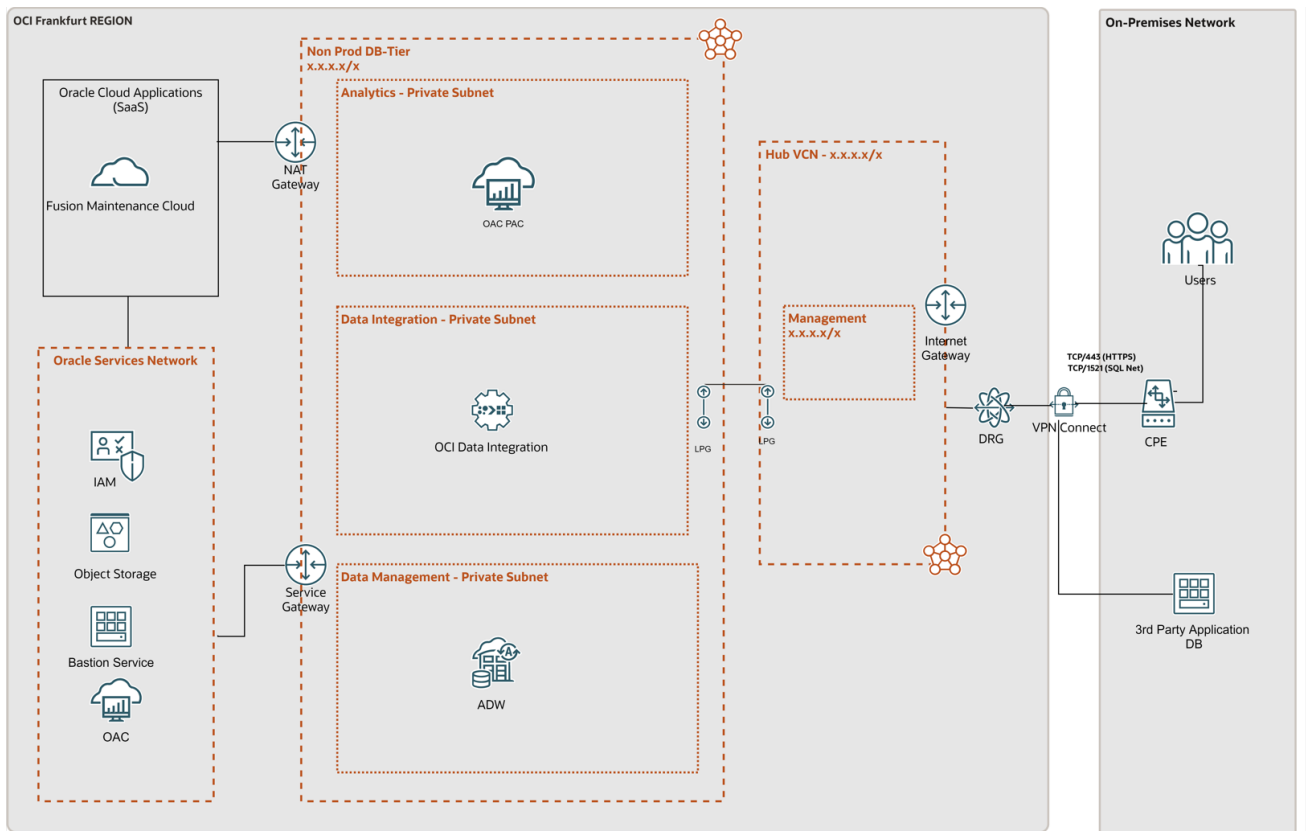 OCI Frankfurt REGION
On-Premises Network
Non Prod DB-Tier
x.x.x.x/x
Oracle Cloud Applications
(SaaS)
Fusion Maintenance Cloud
NAT
Gateway
Analytics - Private Subnet
OAC PAC
Hub VCN - x.x.x.x/x
Management
x.x.x.x/x
Internet
Gateway
Users
Data Integration - Private Subnet
OCI Data Integration
LPG
LPG
DRG
TCP/443 (HTTPS)
TCP/1521 (SQL Net)
VPN Connect
CPE
Oracle Services Network
IAM
Object Storage
Bastion Service
OAC
Service
Gateway
Data Management - Private Subnet
A
ADW
3rd Party Application
DB